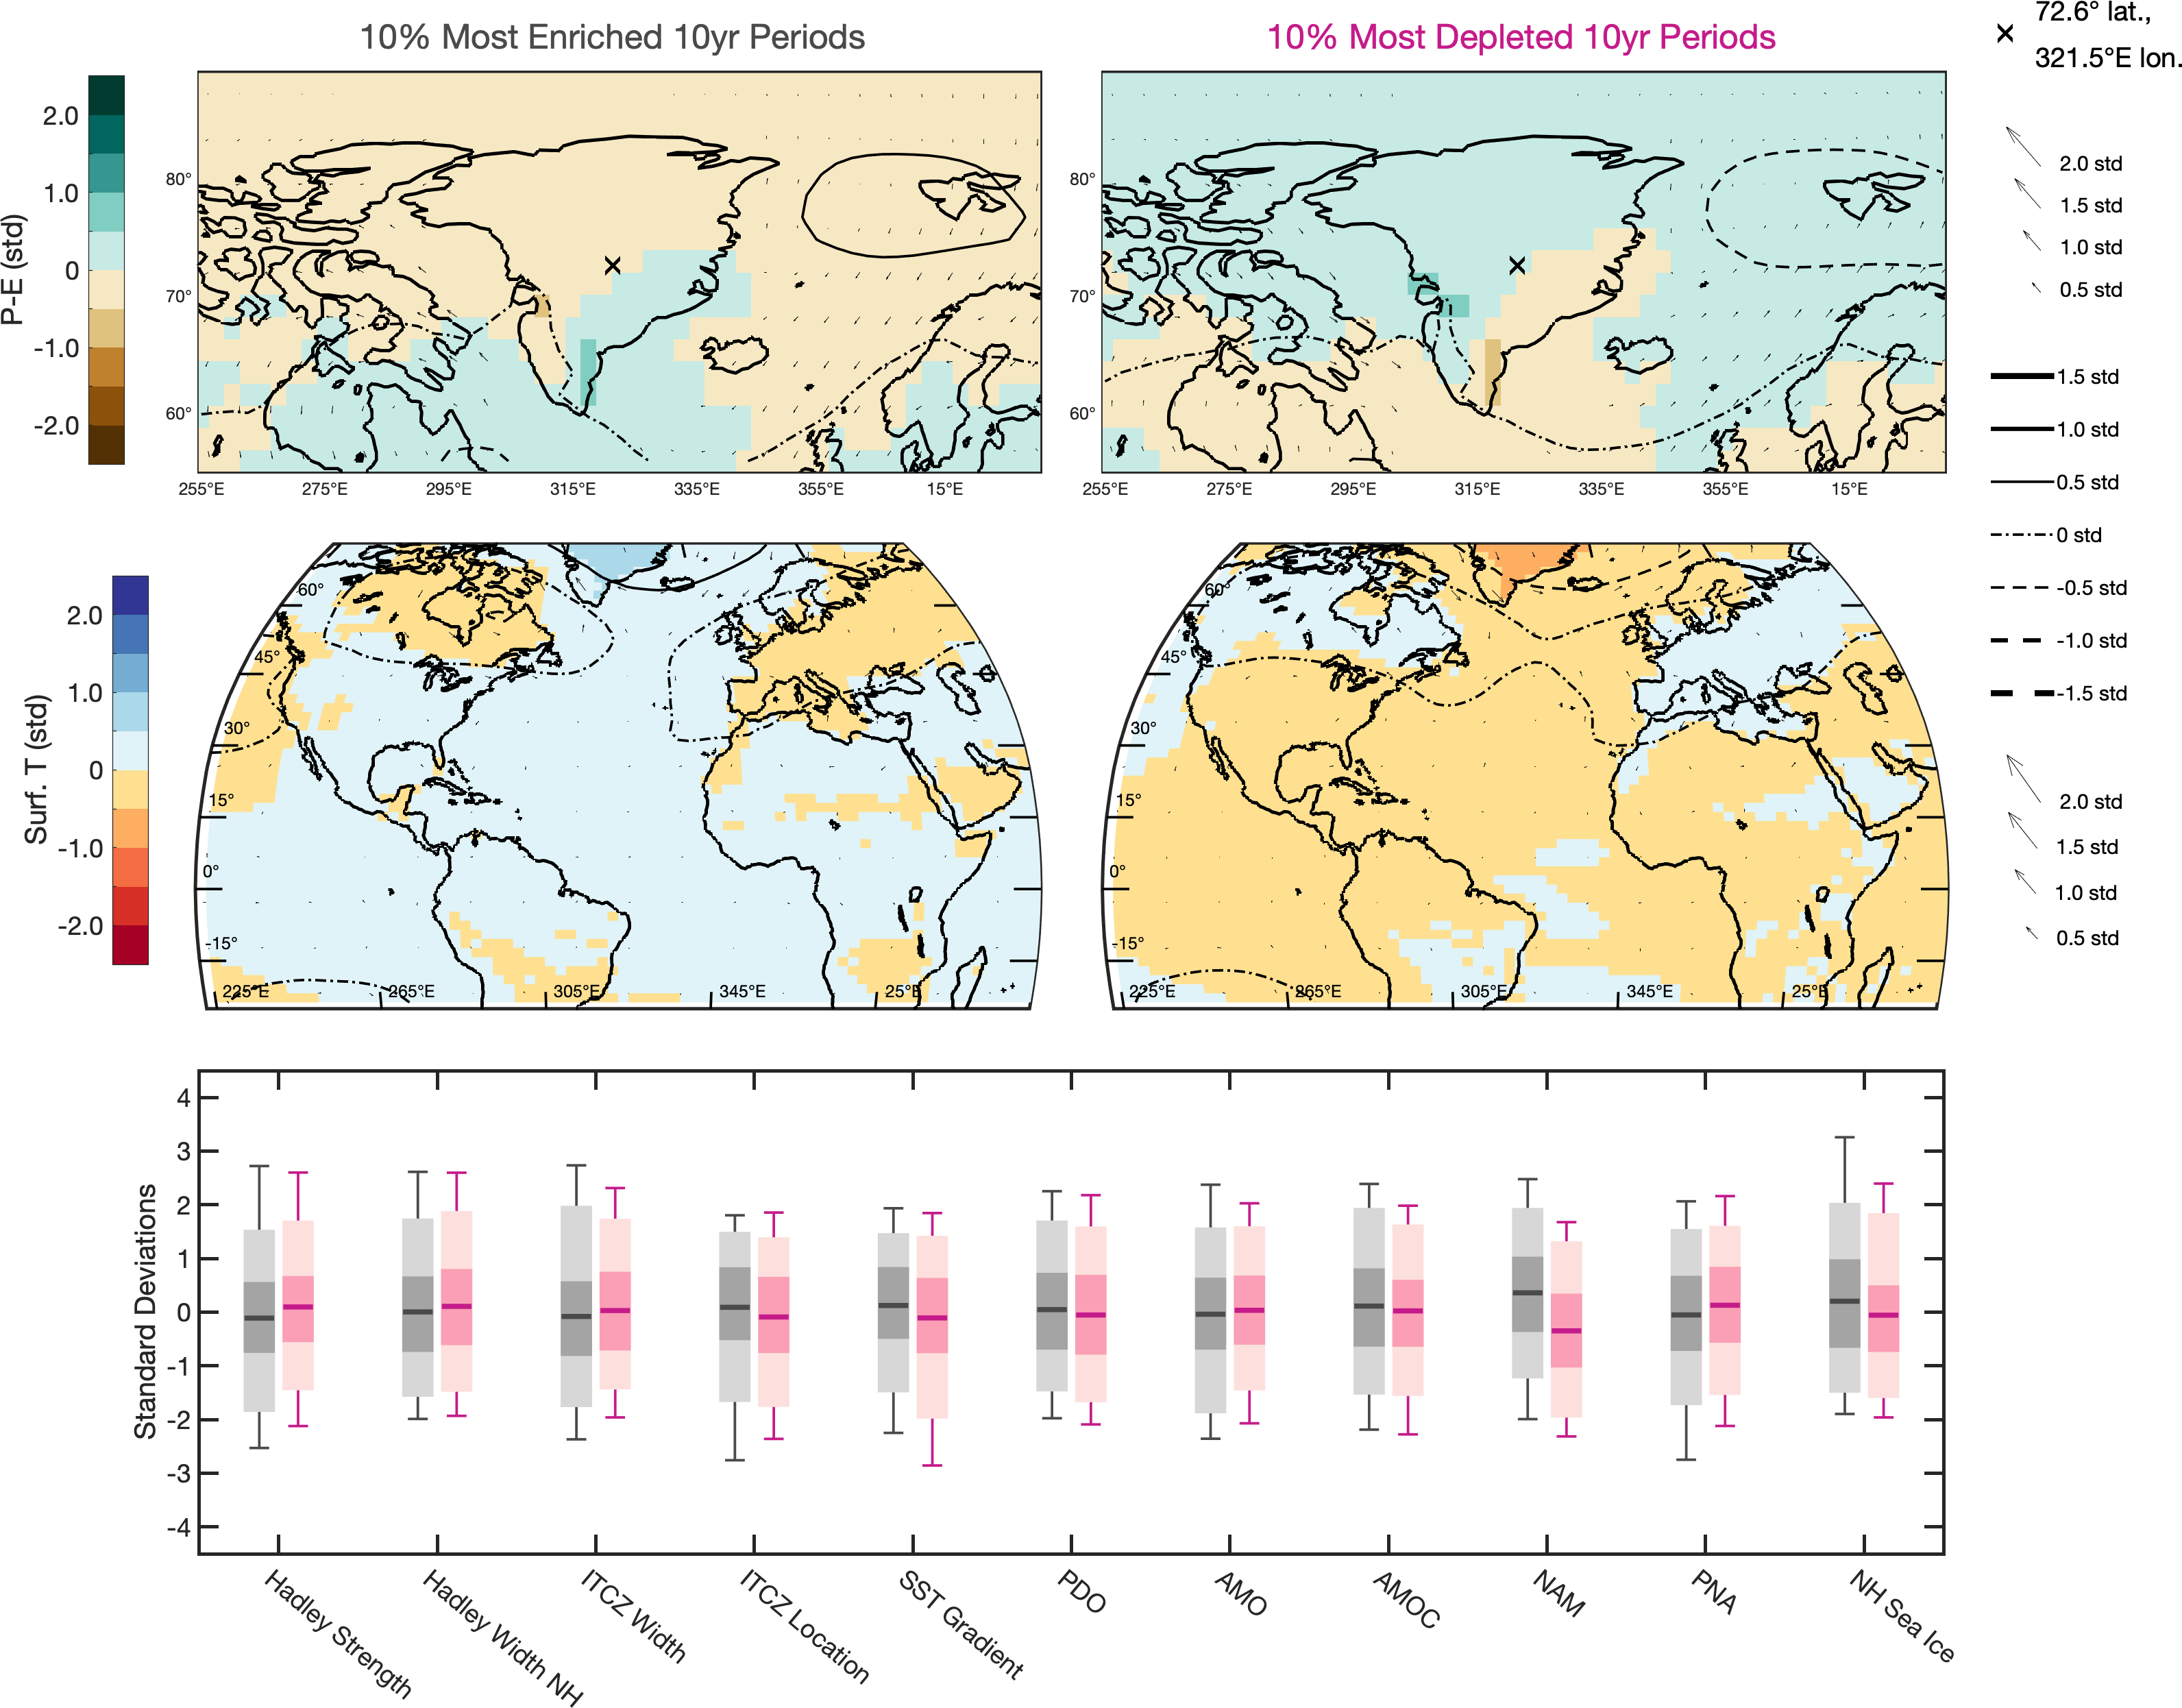 10% Most Enriched 10yr Periods
10% Most Depleted 10yr Periods
72.6° lat.,
321.5°E lon.
P-E (std)
2.0
1.0
0
-1.0
-2.0
80°
70°
60°
255°E 275°E 295°E 315°E 335°E 355°E 15°E
80°
70°
60°
255°E 275°E 295°E 315°E 335°E 355°E 15°E
2.0 std
1.5 std
1.0 std
0.5 std
1.5 std
1.0 std
0.5 std
0 std
-0.5 std
-1.0 std
-1.5 std
Surf. T (std)
2.0
1.0
0
-1.0
-2.0
60°
45°
30°
15°
0°
-15°
225°E 265°E 305°E 345°E 25°E
60°
45°
30°
15°
0°
-15°
225°E 265°E 305°E 345°E 25°E
2.0 std
1.5 std
1.0 std
0.5 std
Standard Deviations
4
3
2
1
0
-1
-2
-3
-4
Hadley Strength
Hadley Width NH
ITCZ Width
ITCZ Location
SST Gradient
PDO
AMO
AMOC
NAM
PNA
NH Sea Ice